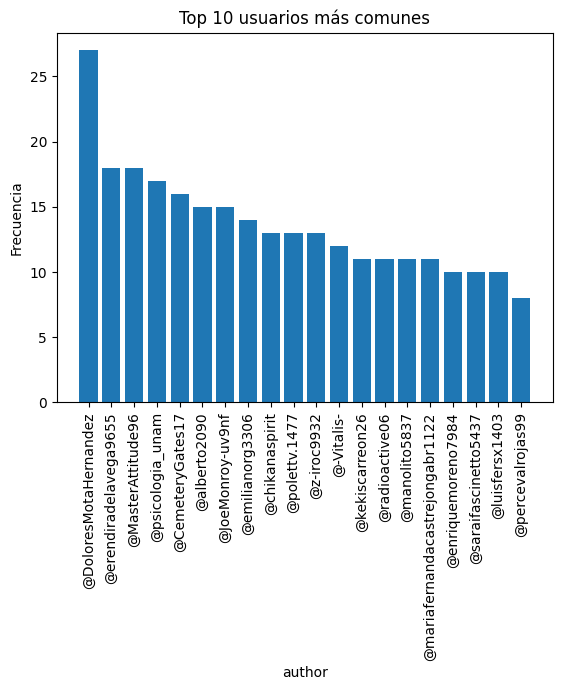 Top 10 usuarios más comunes
Frecuencia
25
20
15
10
5
0
@DoloresMotaHernandez
@erendiradelavega9655
@MasterAttitude96
@psicologia_unam
@CemeteryGates17
@alberto2090
@JoeMonroy-uv9nf
@emilianorg3306
@chikanaspirit
@polettv.1477
@z-iroc9932
@-Vitalis-
@kekiscarreon26
@radioactive06
@manolito5837
@mariafernandacastrejongabr1122
@enriquemoreno7984
@saraifascinetto5437
@luisfersx1403
@percevalrojas99
author